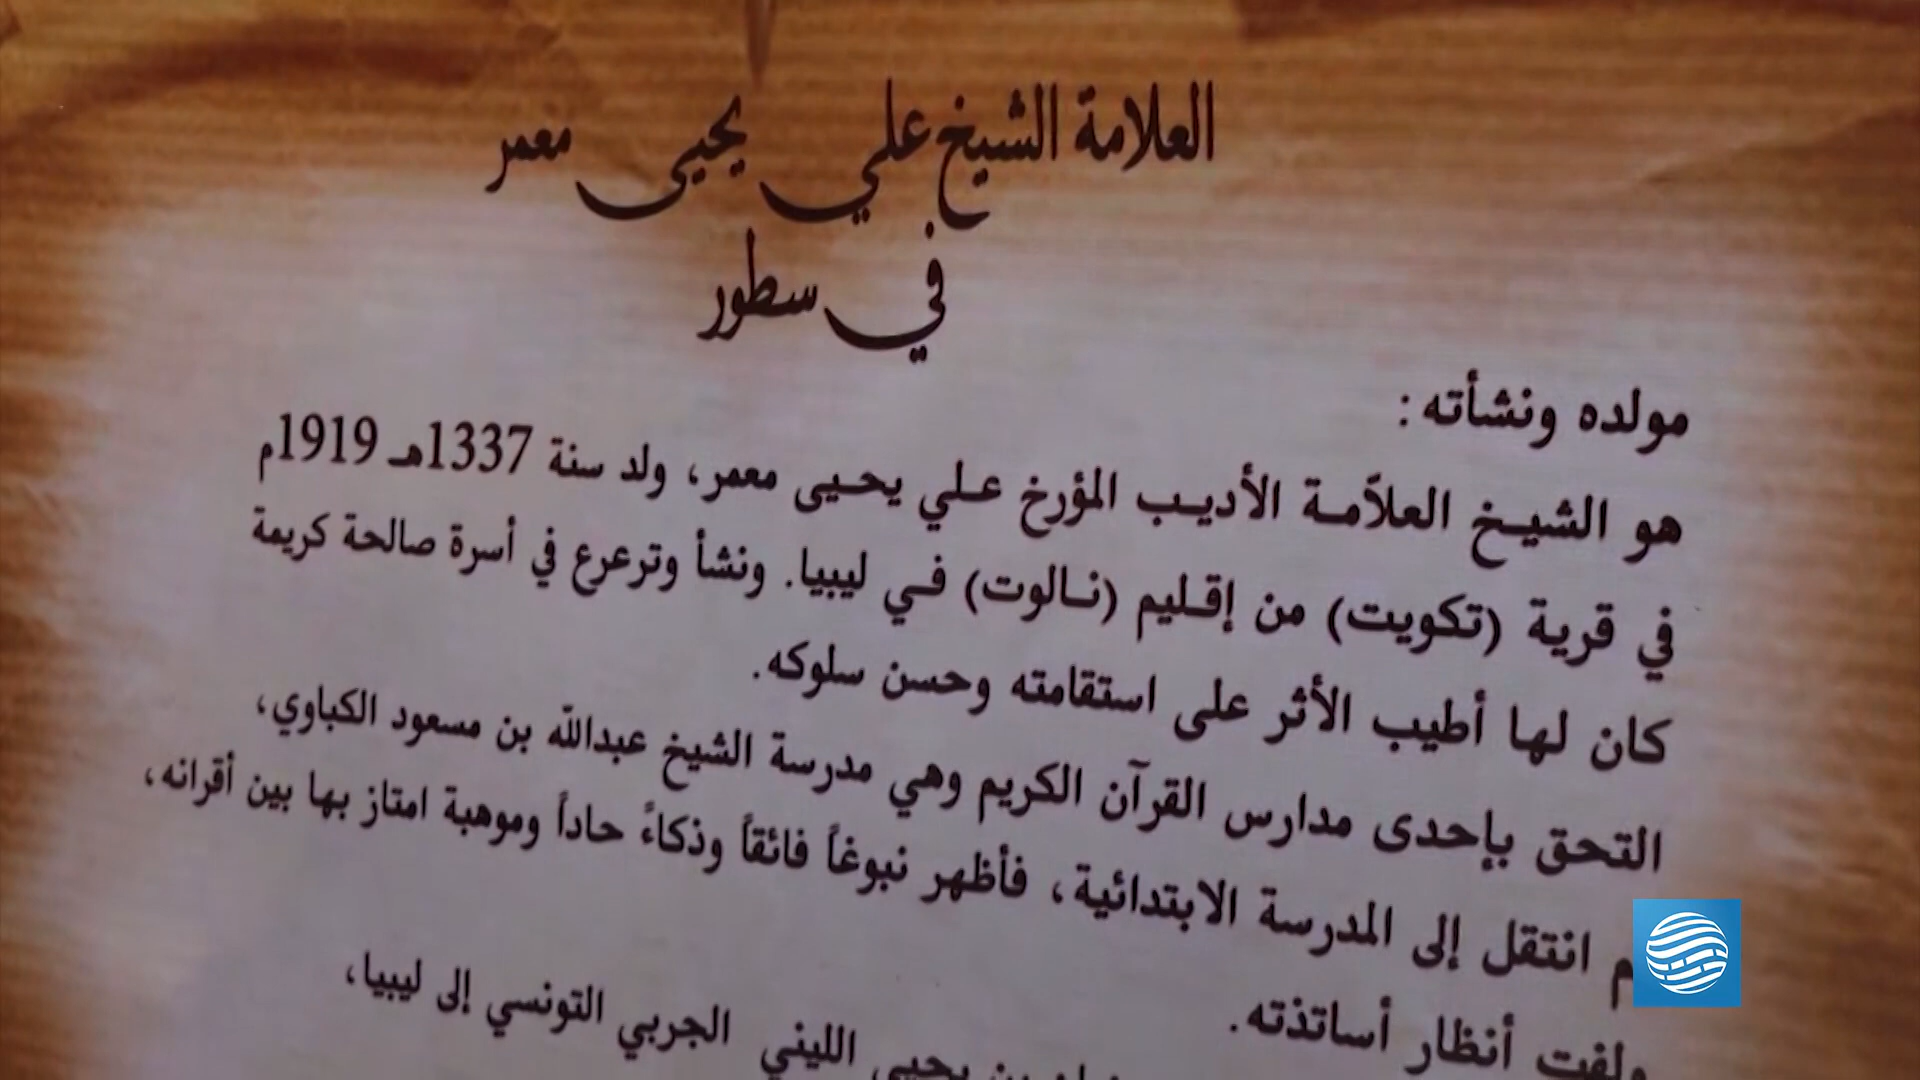 العلامة الشيخ علي يحيى معمر
في سطور
مولده ونشأته:
هو الشيخ العلاّمة الأديب المؤرخ علي يحيى معمر، ولد سنة 1337هـ 1919م
في قرية (تكويت) من إقليم (نالوت) في ليبيا. ونشأ وترعرع في أسرة صالحة كريمة
كان لها أطيب الأثر على استقامته وحسن سلوكه.
التحق بإحدى مدارس القرآن الكريم وهي مدرسة الشيخ عبدالله بن مسعود الكباوي،
انتقل إلى المدرسة الابتدائية، فأظهر نبوغاً فائقاً وذكاءً حاداً وموهبة امتاز بها بين أقرانه،
ولفت أنظار أساتذته.
بن يحيى الليني الجربي التونسي إلى ليبيا،